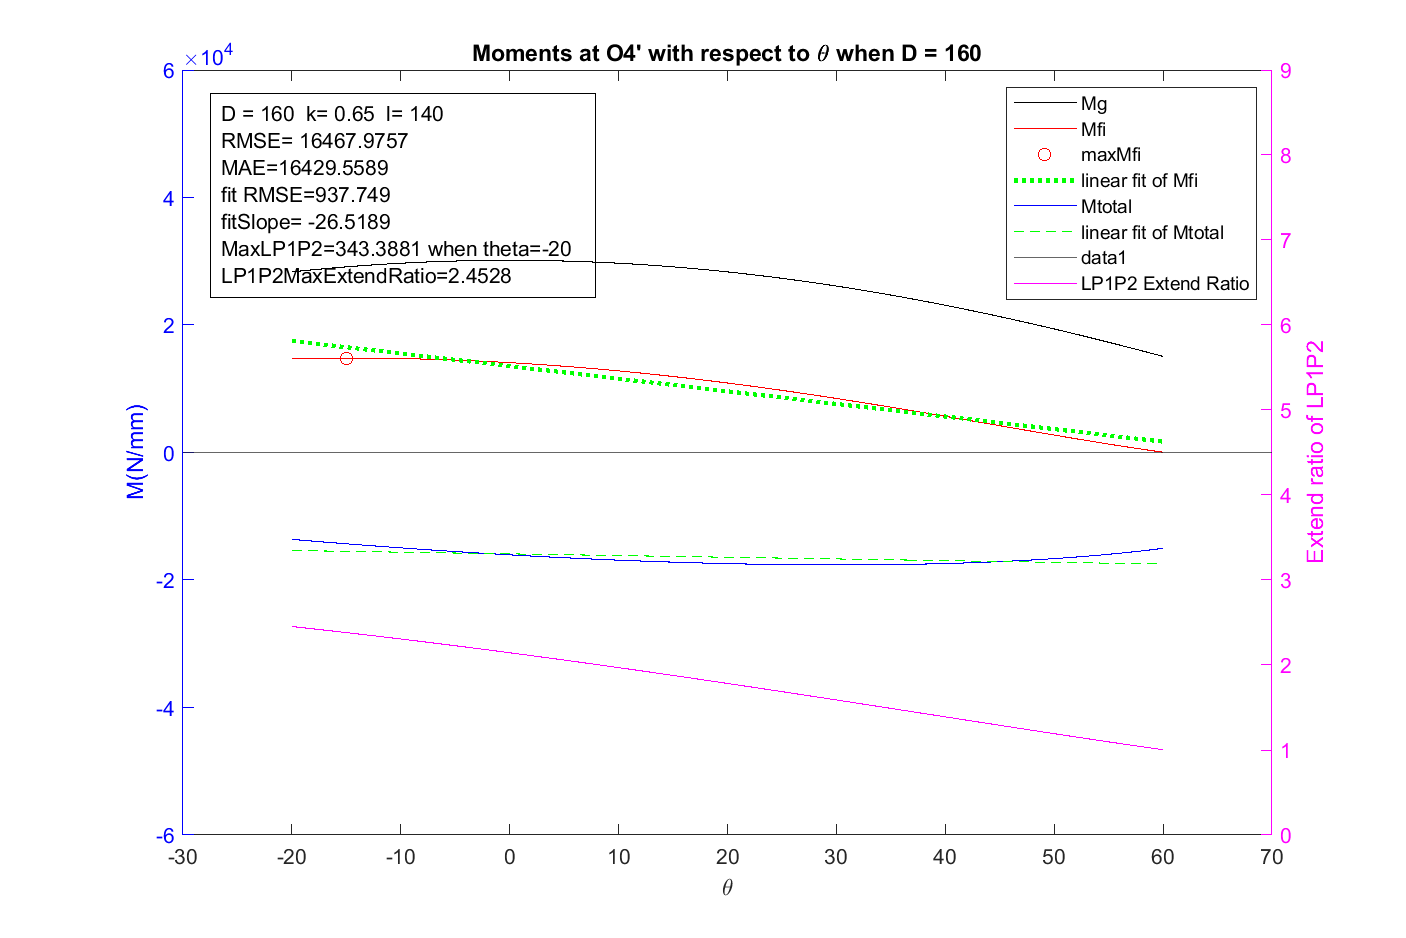 Moments at O4' with respect to θ when D = 160
×10^4
6
4
2
0
-2
-4
-6
M(N/mm)
D = 160  k= 0.65  l= 140
RMSE= 16467.9757
MAE=16429.5589
fit RMSE=937.749
fitSlope= -26.5189
MaxLP1P2=343.3881 when theta=-20
LP1P2MaxExtendRatio=2.4528
Mg
Mfi
maxMfi
linear fit of Mfi
Mtotal
linear fit of Mtotal
data1
LP1P2 Extend Ratio
9
8
7
6
5
4
3
2
1
0
Extend ratio of LP1P2
-30 -20 -10 0 10 20 30 40 50 60 70
θ